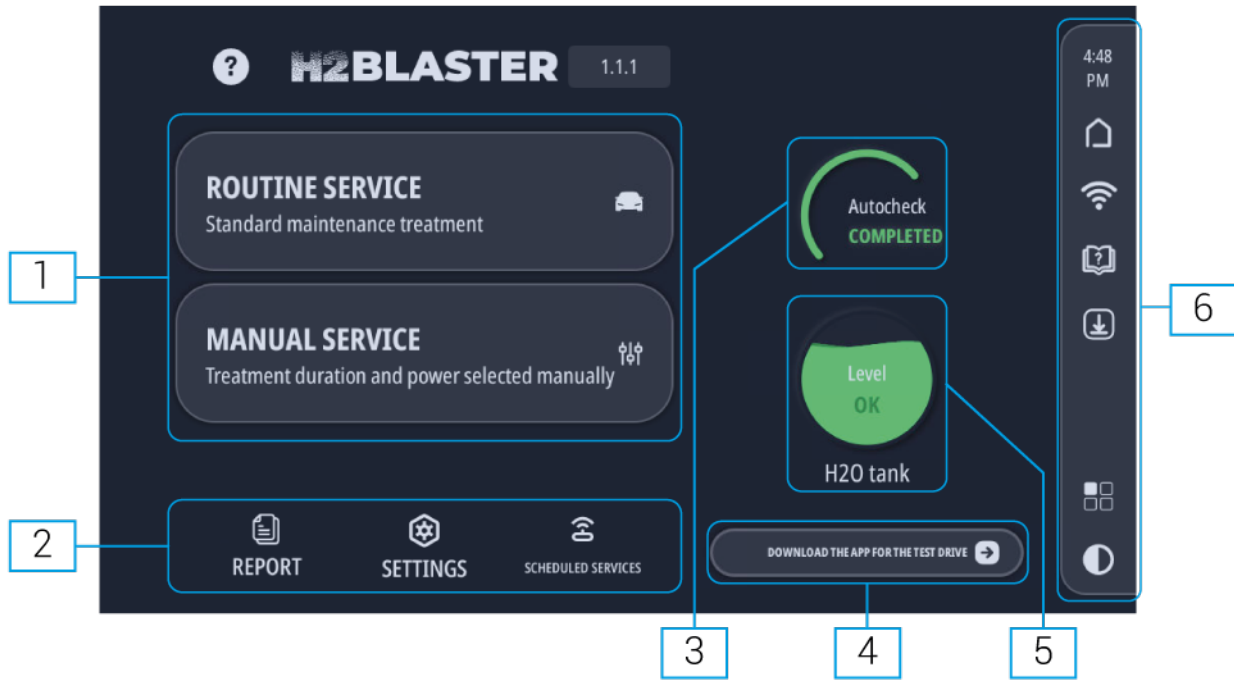 ?
H2BLASTER
1.1.1
4:48
PM
ROUTINE SERVICE
Standard maintenance treatment
MANUAL SERVICE
Treatment duration and power selected manually
Autocheck
COMPLETED
Level
OK
H2O tank
REPORT
SETTINGS
SCHEDULED SERVICES
DOWNLOAD THE APP FOR THE TEST DRIVE
?
1
2
3
4
5
6